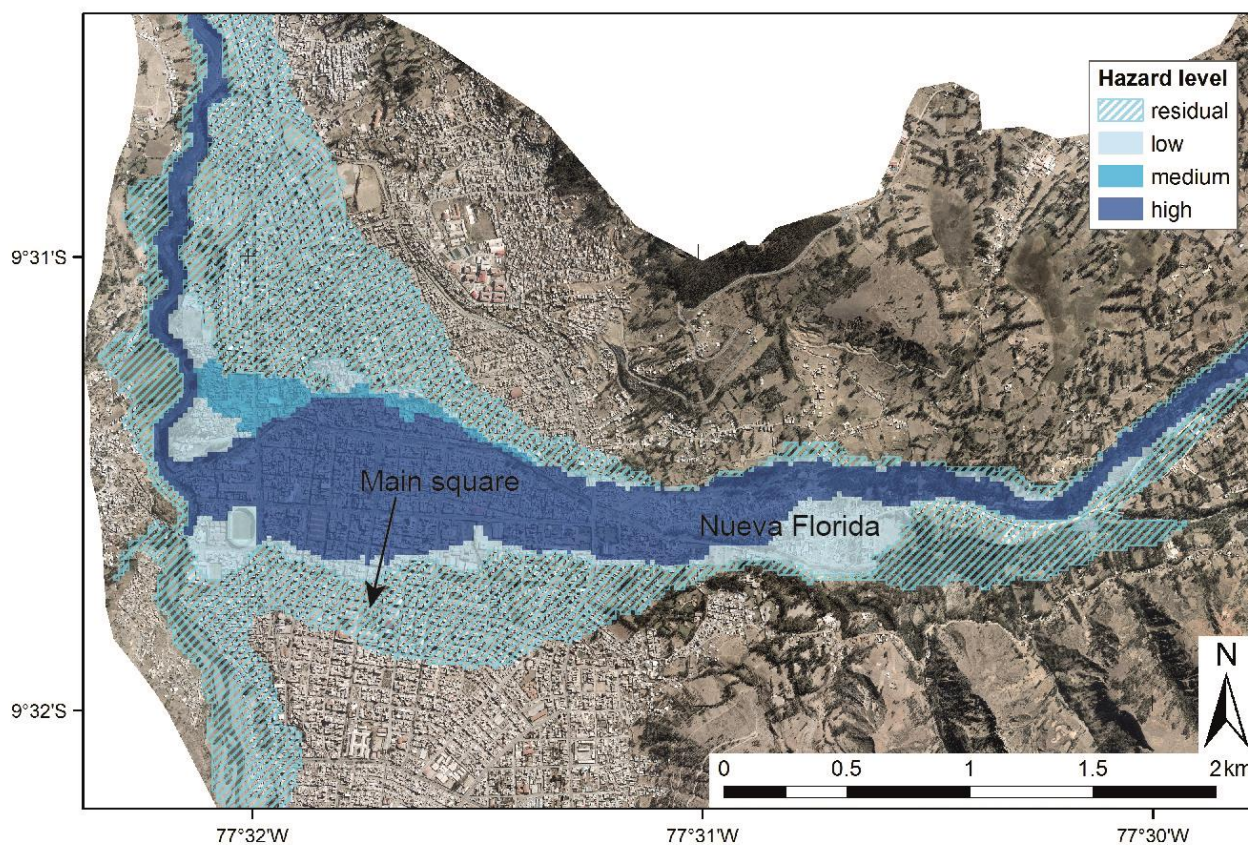 Hazard level
residual
low
medium
high
9°31'S
Main square
Nueva Florida
9°32'S
N
0 0.5 1 1.5 2 km
77°32'W 77°31'W 77°30'W